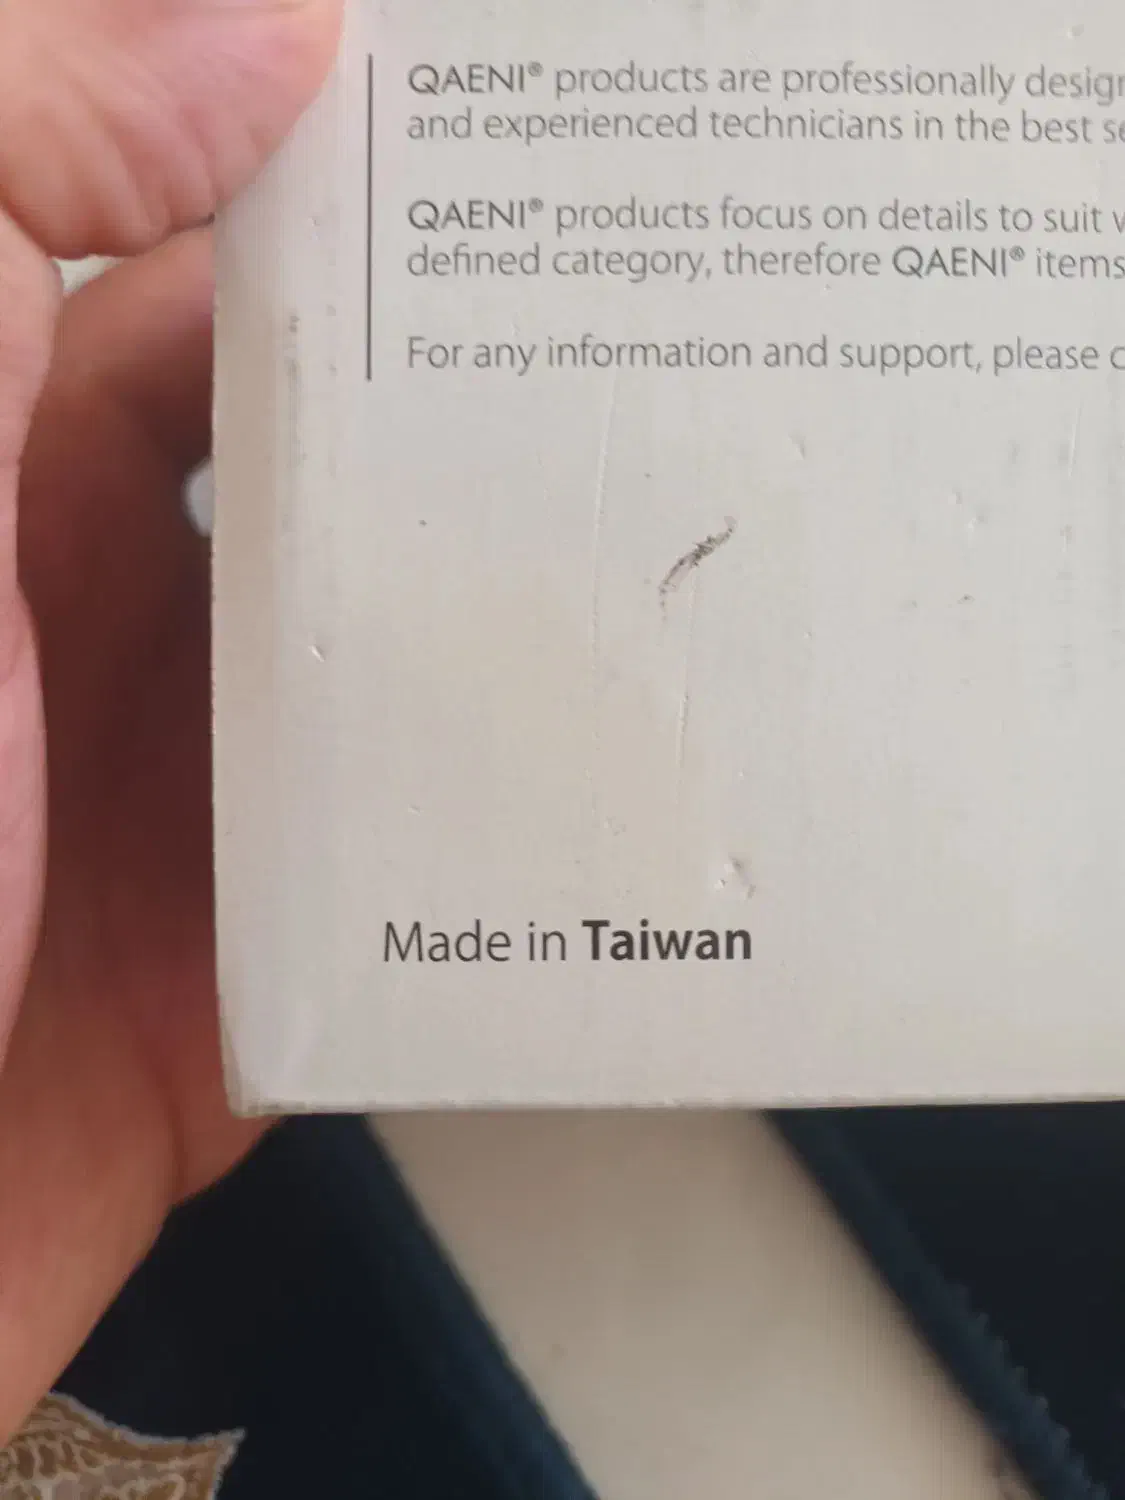 QAENI® products are professionally
and experienced technicians in the best
QAENI® products focus on details to suit
defined category, therefore QAENI® items
For any information and support, please
Made in Taiwan